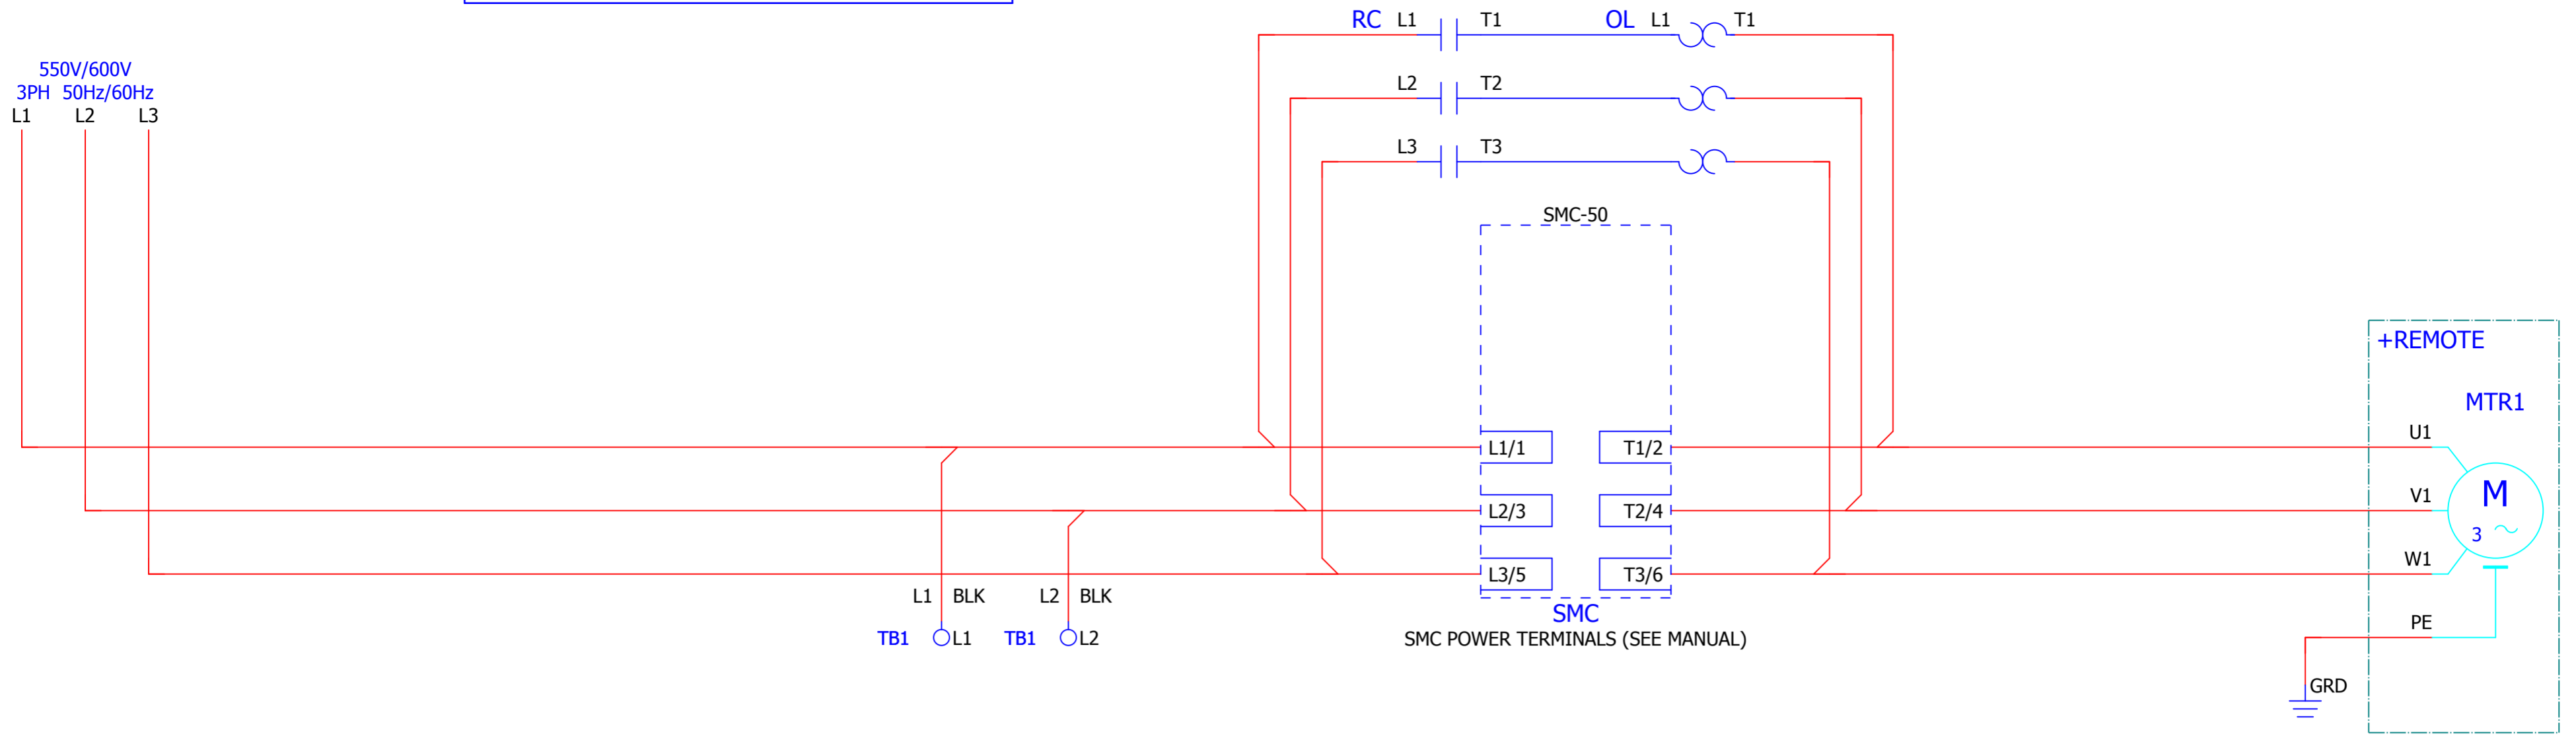 RC L1 T1 OL L1 T1
550V/600V
3PH 50Hz/60Hz
L1 L2 L3
L2 T2
L3 T3
SMC-50
+REMOTE
MTR1
L1/1 T1/2 U1
L2/3 T2/4 V1 M
3
L3/5 T3/6 W1
L1 BLK L2 BLK
SMC
PE
TB1 L1 TB1 L2
SMC POWER TERMINALS (SEE MANUAL)
GRD